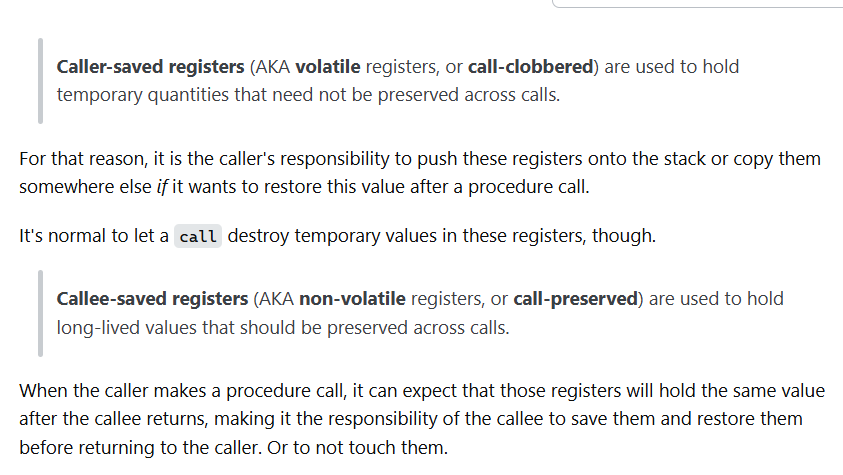 Caller-saved registers (AKA volatile registers, or call-clobbered) are used to hold
temporary quantities that need not be preserved across calls.
For that reason, it is the caller's responsibility to push these registers onto the stack or copy them
somewhere else if it wants to restore this value after a procedure call.
It's normal to let a call destroy temporary values in these registers, though.
Callee-saved registers (AKA non-volatile registers, or call-preserved) are used to hold
long-lived values that should be preserved across calls.
When the caller makes a procedure call, it can expect that those registers will hold the same value
after the callee returns, making it the responsibility of the callee to save them and restore them
before returning to the caller. Or to not touch them.